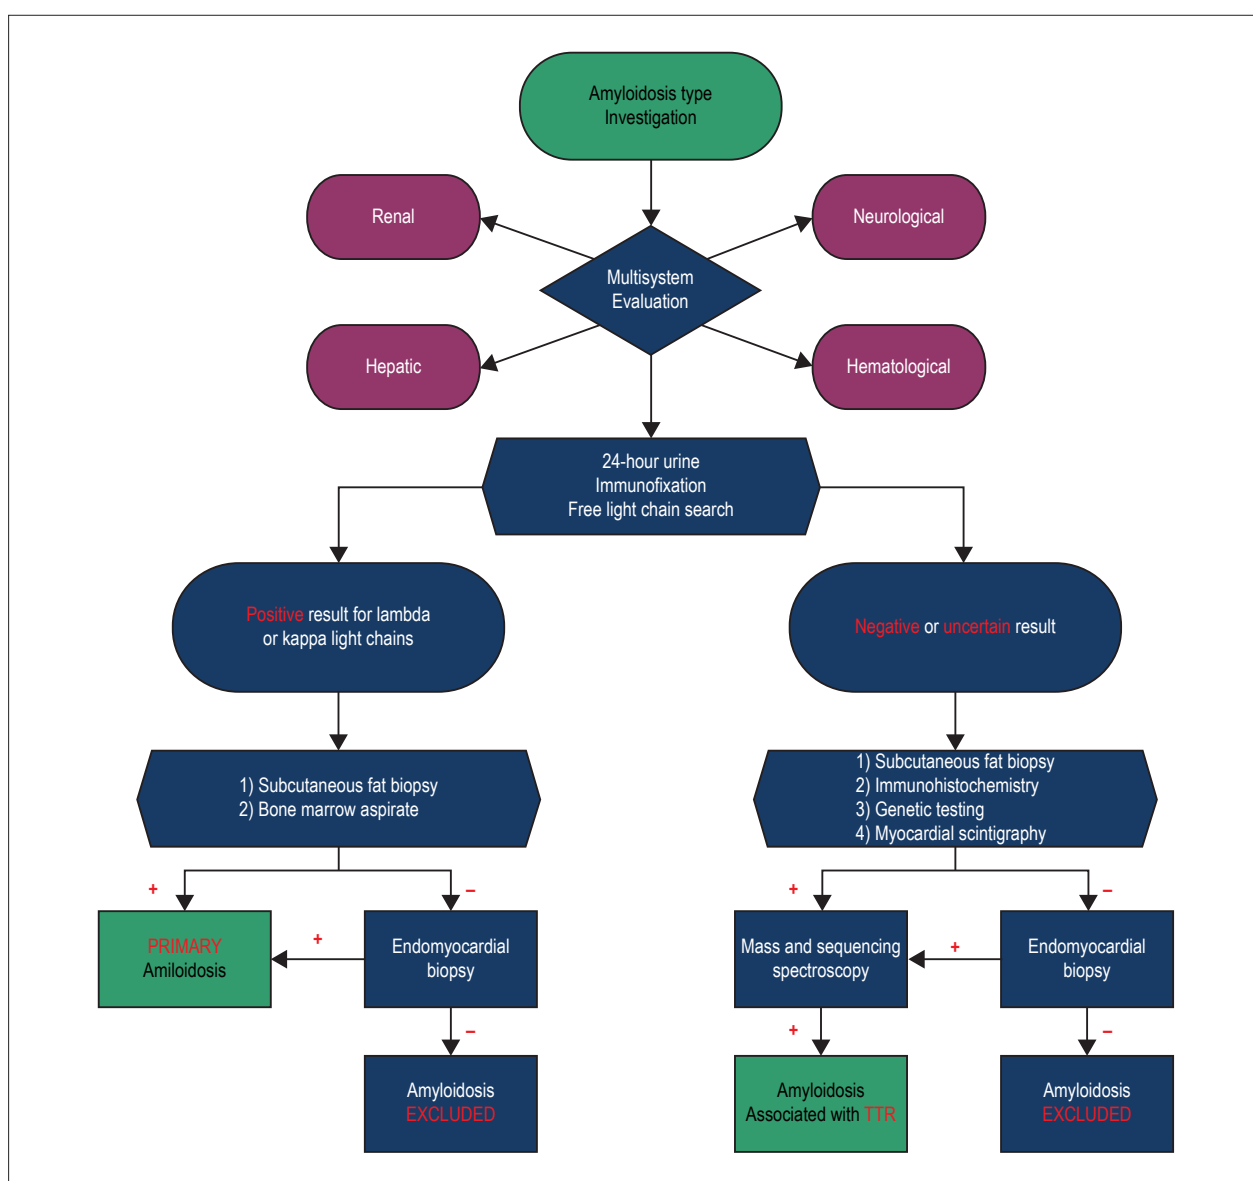 Amyloidosis type
Investigation
Renal
Neurological
Multisystem
Evaluation
Hepatic
Hematological
24-hour urine
Immunofixation
Free light chain search
Positive result for lambda
or kappa light chains
Negative or uncertain result
1) Subcutaneous fat biopsy
2) Bone marrow aspirate
1) Subcutaneous fat biopsy
2) Immunohistochemistry
3) Genetic testing
4) Myocardial scintigraphy
+
–
+
–
PRIMARY
Amiloidosis
+
Endomyocardial
biopsy
Mass and sequencing
spectroscopy
+
Endomyocardial
biopsy
–
+
–
Amyloidosis
EXCLUDED
Amyloidosis
Associated with TTR
Amyloidosis
EXCLUDED